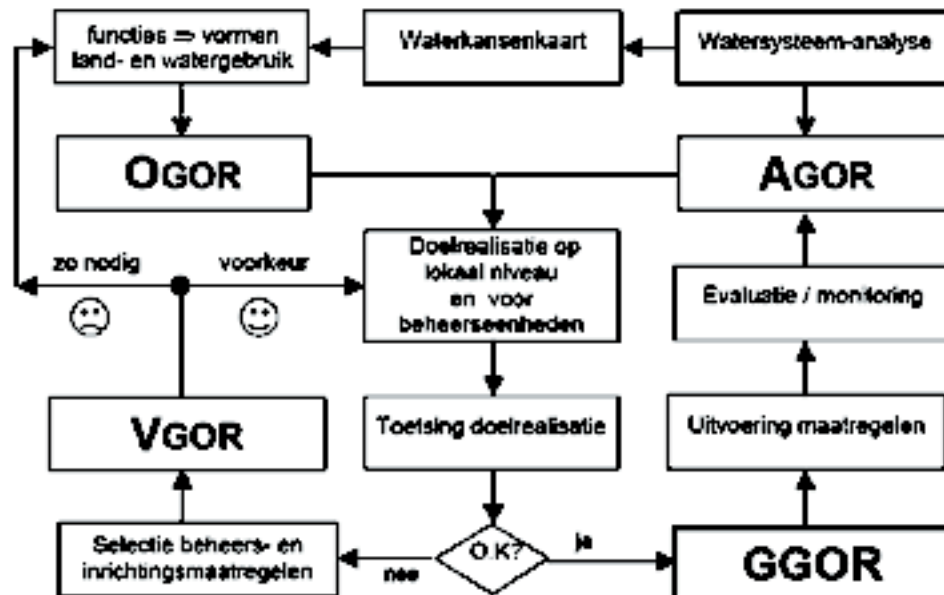 functies ⇒ vormen
land- en watergebruik
Waterkansenkaart
Watersysteem-analyse
OGOR
AGOR
zo nodig
voorkeur
Doelrealisatie op
lokaal niveau
en voor
beheerseenheden
Evaluatie / monitoring
VGOR
Toetsing doelrealisatie
Uitvoering maatregelen
Selectie beheers- en
inrichtingsmaatregelen
nee
O.K?
ja
GGOR